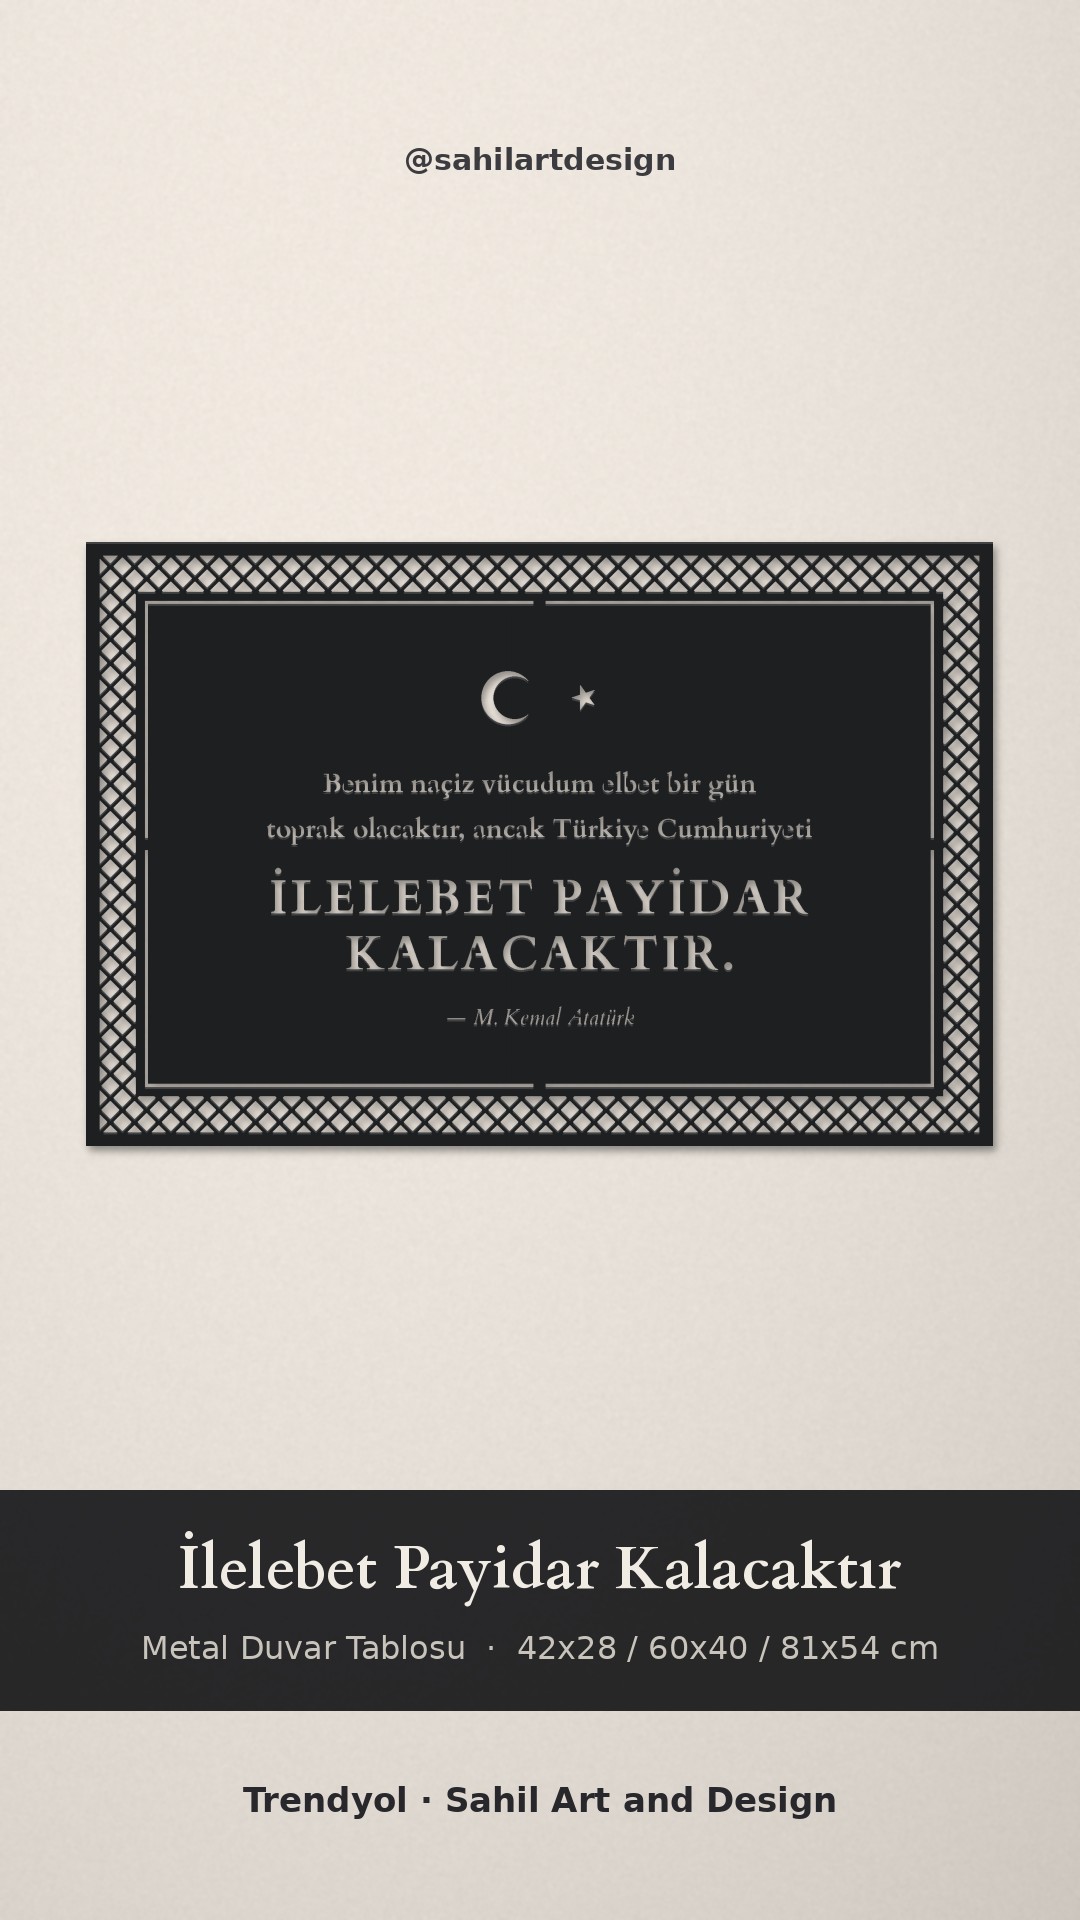 @sahilartdesign
Benim naçiz vücudum elbet bir gün
toprak olacaktır, ancak Türkiye Cumhuriyeti
İLELEBET PAYİDAR
KALACAKTIR.
— M. Kemal Atatürk
İlelebet Payidar Kalacaktır
Metal Duvar Tablosu · 42x28 / 60x40 / 81x54 cm
Trendyol · Sahil Art and Design